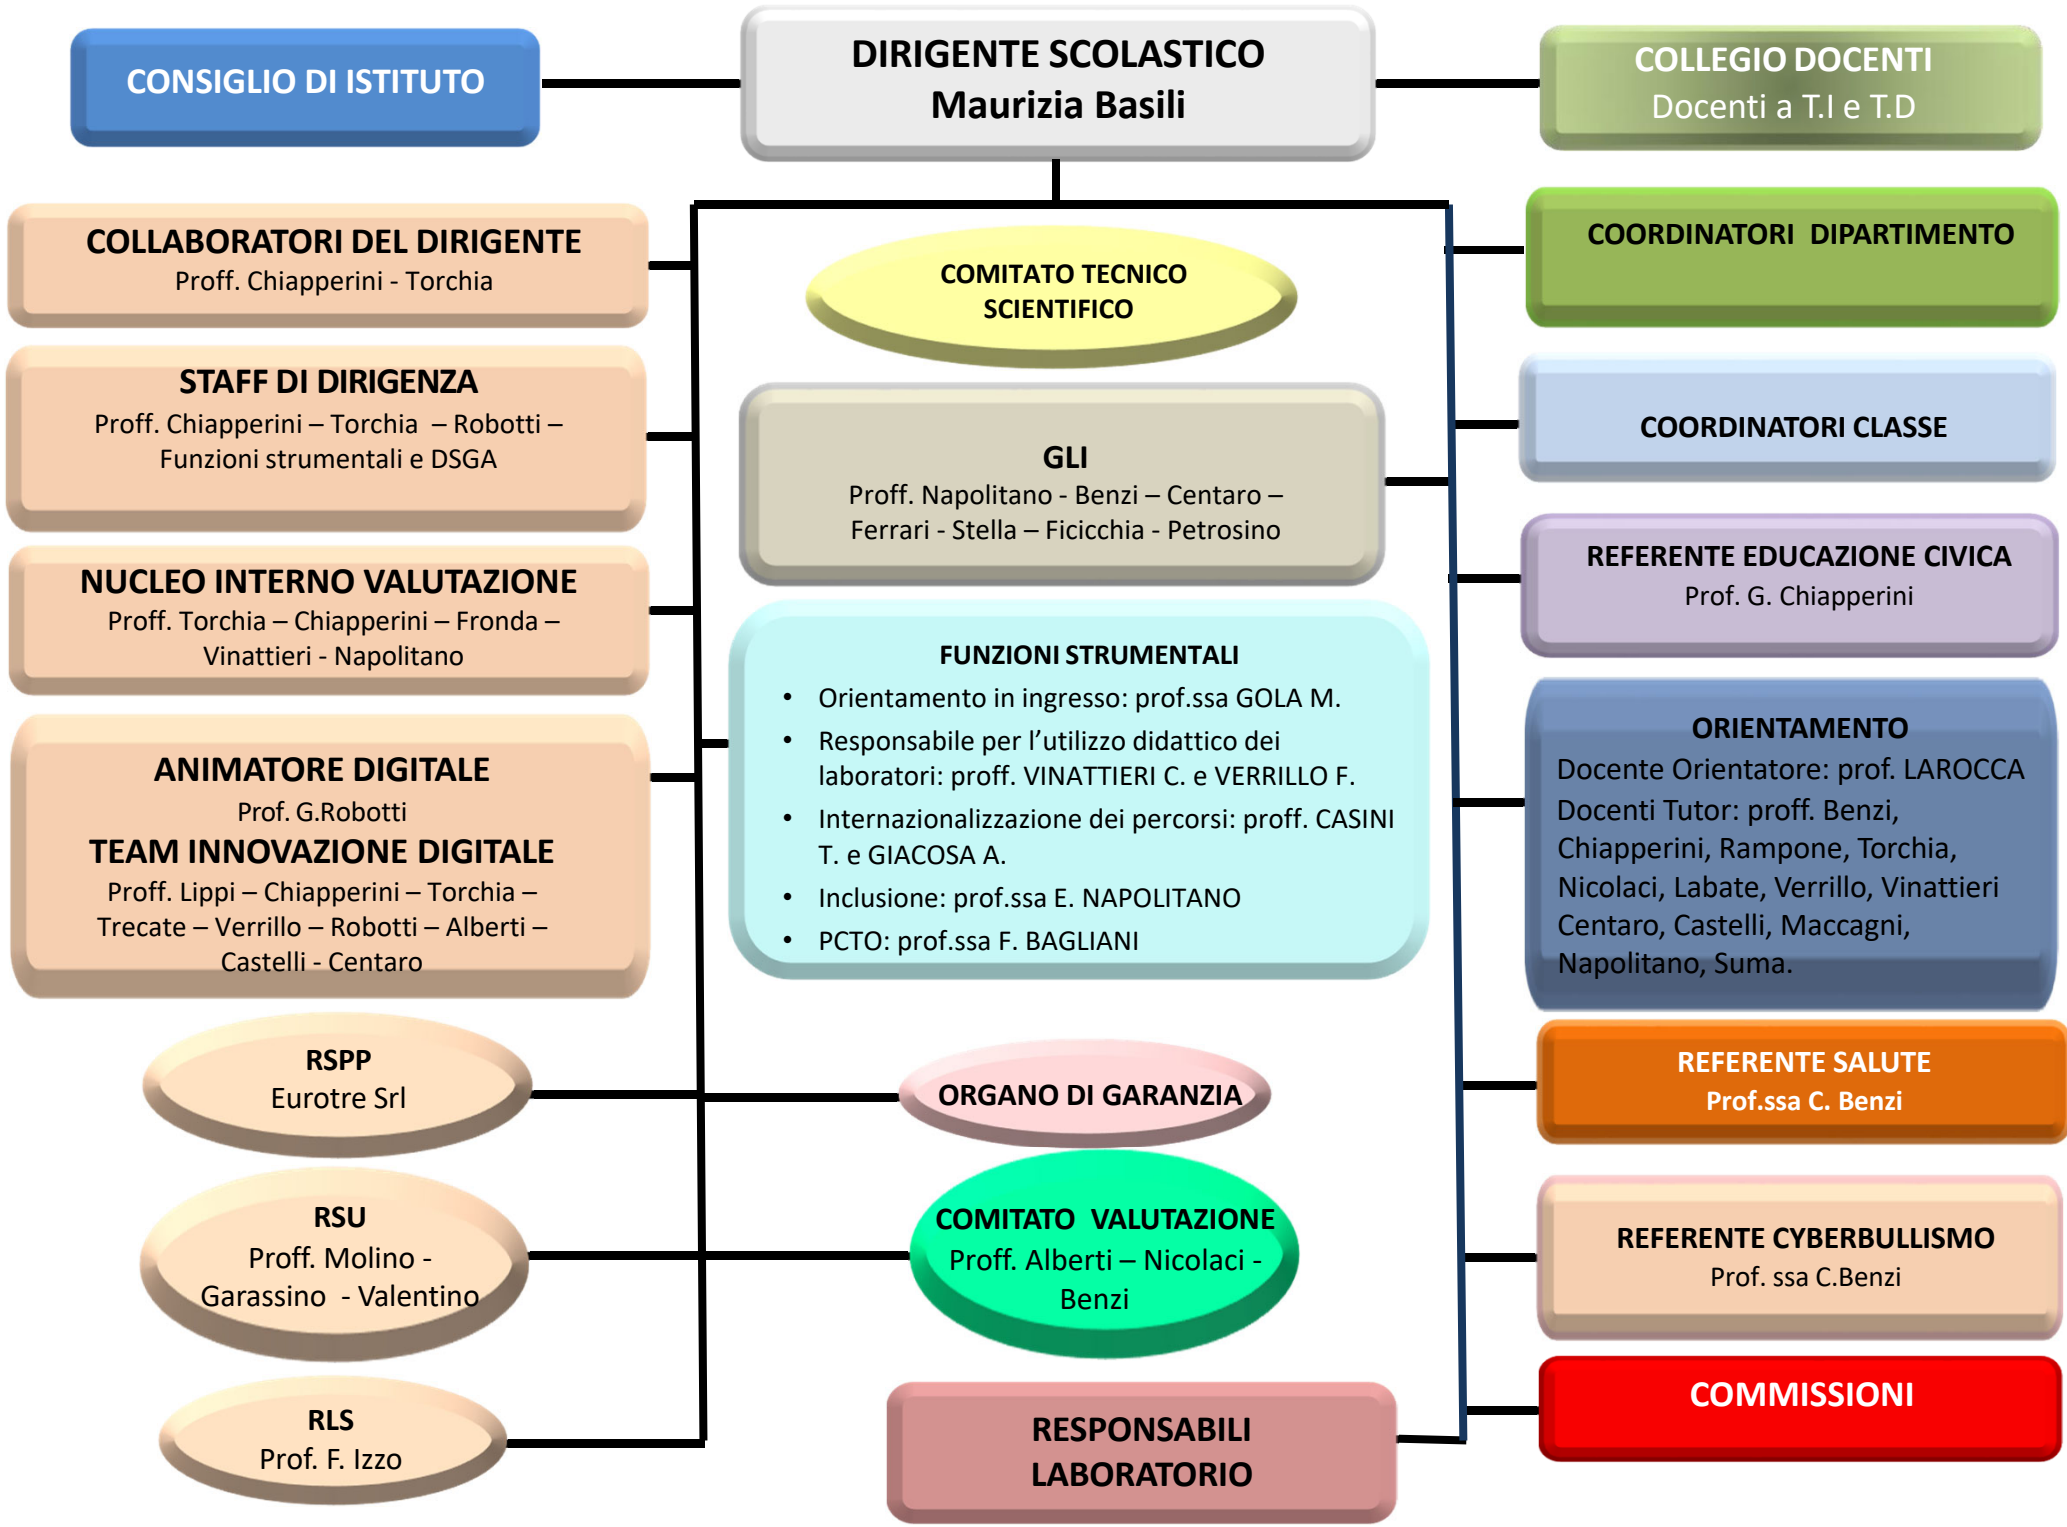 CONSIGLIO DI ISTITUTO
DIRIGENTE SCOLASTICO
Maurizia Basili
COLLEGIO DOCENTI
Docenti a T.I e T.D
COLLABORATORI DEL DIRIGENTE
Proff. Chiapperini - Torchia
STAFF DI DIRIGENZA
Proff. Chiapperini – Torchia – Robotti –
Funzioni strumentali e DSGA
NUCLEO INTERNO VALUTAZIONE
Proff. Torchia – Chiapperini – Fronda –
Vinattieri - Napolitano
ANIMATORE DIGITALE
Prof. G.Robotti
TEAM INNOVAZIONE DIGITALE
Proff. Lippi – Chiapperini – Torchia –
Trecate – Verrillo – Robotti – Alberti –
Castelli - Centaro
RSPP
Eurotre Srl
RSU
Proff. Molino -
Garassino - Valentino
RLS
Prof. F. Izzo
COMITATO TECNICO
SCIENTIFICO
GLI
Proff. Napolitano - Benzi – Centaro –
Ferrari - Stella – Ficicchia - Petrosino
FUNZIONI STRUMENTALI
• Orientamento in ingresso: prof.ssa GOLA M.
• Responsabile per l’utilizzo didattico dei
laboratori: proff. VINATTIERI C. e VERRILLO F.
• Internazionalizzazione dei percorsi: proff. CASINI
T. e GIACOSA A.
• Inclusione: prof.ssa E. NAPOLITANO
• PCTO: prof.ssa F. BAGLIANI
ORGANO DI GARANZIA
COMITATO VALUTAZIONE
Proff. Alberti – Nicolaci -
Benzi
RESPONSABILI
LABORATORIO
COORDINATORI DIPARTIMENTO
COORDINATORI CLASSE
REFERENTE EDUCAZIONE CIVICA
Prof. G. Chiapperini
ORIENTAMENTO
Docente Orientatore: prof. LAROCCA
Docenti Tutor: proff. Benzi,
Chiapperini, Rampone, Torchia,
Nicolaci, Labate, Verrillo, Vinattieri
Centaro, Castelli, Maccagni,
Napolitano, Suma.
REFERENTE SALUTE
Prof.ssa C. Benzi
REFERENTE CYBERBULLISMO
Prof. ssa C.Benzi
COMMISSIONI